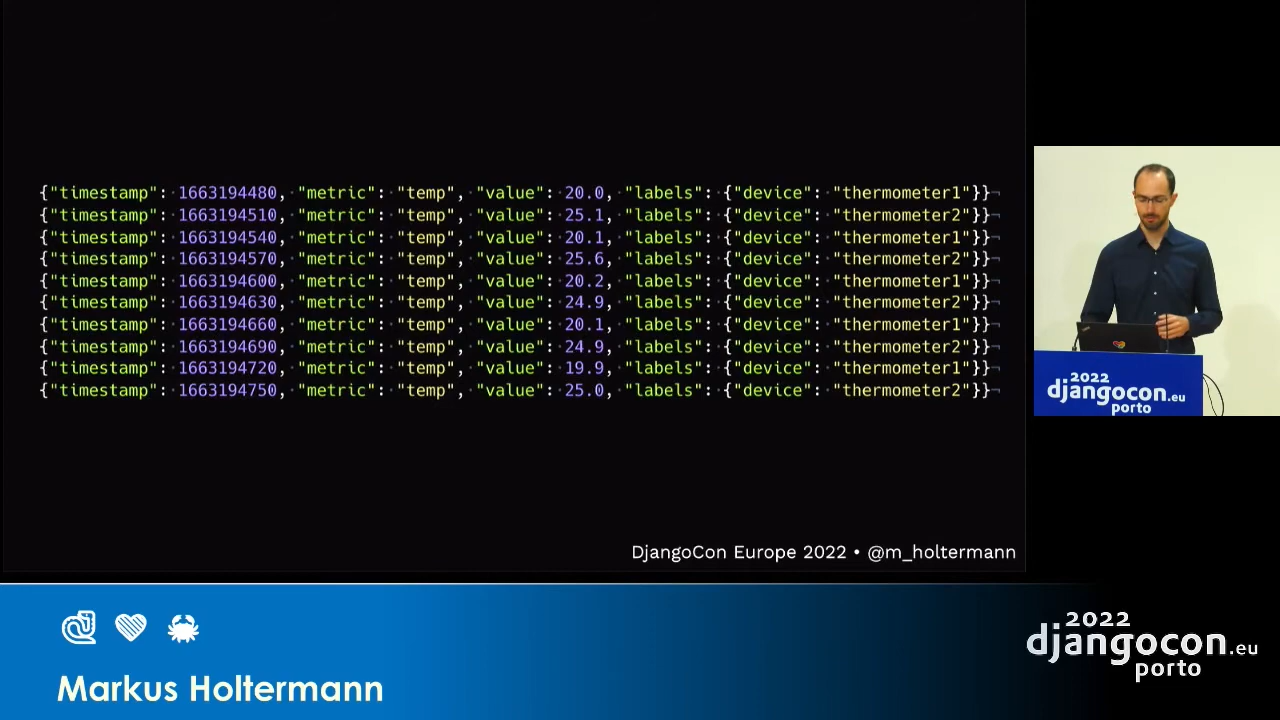 {"timestamp": 1663194480, "metric": "temp", "value": 20.0, "labels": {"device": "thermometer1"}}
{"timestamp": 1663194510, "metric": "temp", "value": 25.1, "labels": {"device": "thermometer2"}}
{"timestamp": 1663194540, "metric": "temp", "value": 20.1, "labels": {"device": "thermometer1"}}
{"timestamp": 1663194570, "metric": "temp", "value": 25.6, "labels": {"device": "thermometer2"}}
{"timestamp": 1663194600, "metric": "temp", "value": 20.2, "labels": {"device": "thermometer1"}}
{"timestamp": 1663194630, "metric": "temp", "value": 24.9, "labels": {"device": "thermometer2"}}
{"timestamp": 1663194660, "metric": "temp", "value": 20.1, "labels": {"device": "thermometer1"}}
{"timestamp": 1663194690, "metric": "temp", "value": 24.9, "labels": {"device": "thermometer2"}}
{"timestamp": 1663194720, "metric": "temp", "value": 19.9, "labels": {"device": "thermometer1"}}
{"timestamp": 1663194750, "metric": "temp", "value": 25.0, "labels": {"device": "thermometer2"}}
DjangoCon Europe 2022 • @m_holtermann
2022
djangocon.eu
porto
Markus Holtermann
2022
djangocon.eu
porto